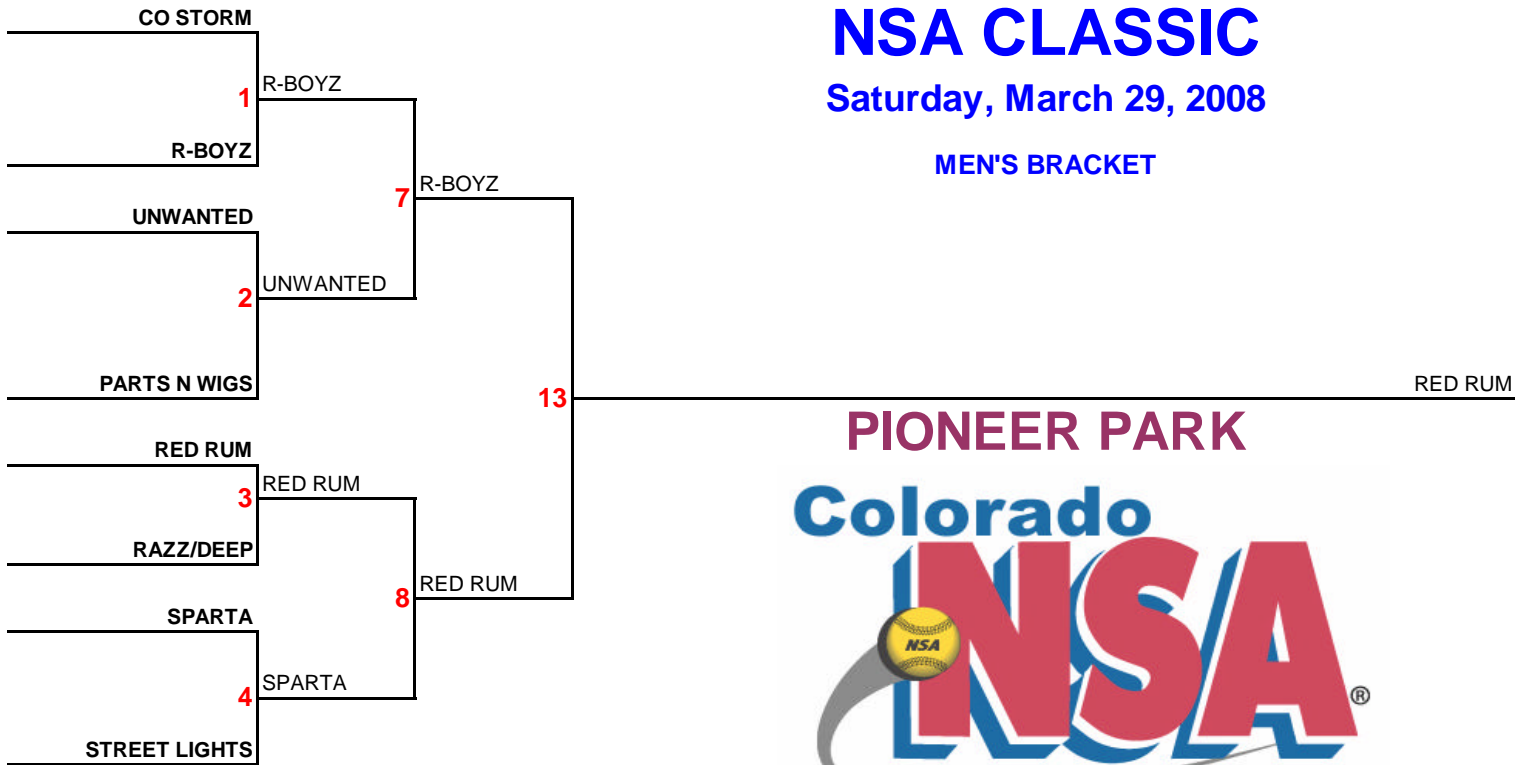 CO STORM
NSA CLASSIC
1
R-BOYZ
Saturday, March 29, 2008
R-BOYZ
MEN'S BRACKET
7
R-BOYZ
UNWANTED
2
UNWANTED
PARTS N WIGS
13
RED RUM
PIONEER PARK
RED RUM
3
RED RUM
Colorado
RAZZ/DEEP
8
RED RUM
NSA®
SPARTA
NSA
4
SPARTA
STREET LIGHTS